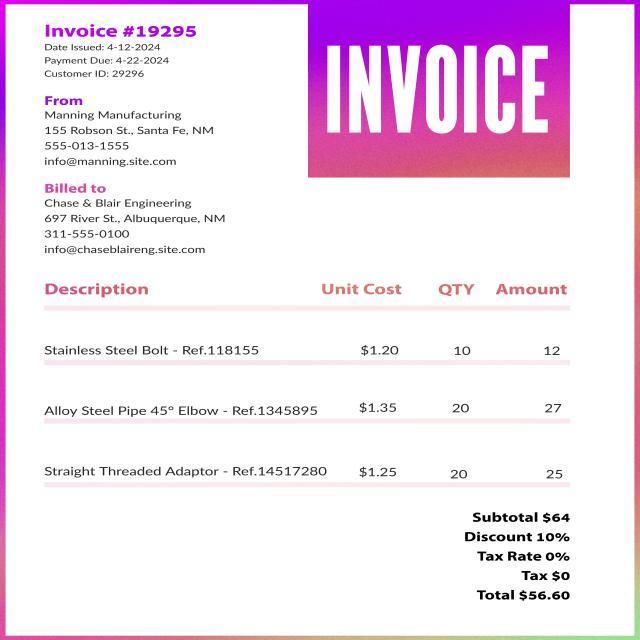 Invoice #19295
Date Issued: 4-12-2024
Payment Due: 4-22-2024
Customer ID: 29296
INVOICE
From
Manning Manufacturing
155 Robson St., Santa Fe, NM
555-013-1555
info@manning.site.com
Billed to
Chase & Blair Engineering
697 River St., Albuquerque, NM
311-555-0100
info@chaseblaireng.site.com
Description Unit Cost QTY Amount
Stainless Steel Bolt - Ref.118155 $1.20 10 12
Alloy Steel Pipe 45° Elbow - Ref.1345895 $1.35 20 27
Straight Threaded Adaptor - Ref.14517280 $1.25 20 25
Subtotal $64
Discount 10%
Tax Rate 0%
Tax $0
Total $56.60